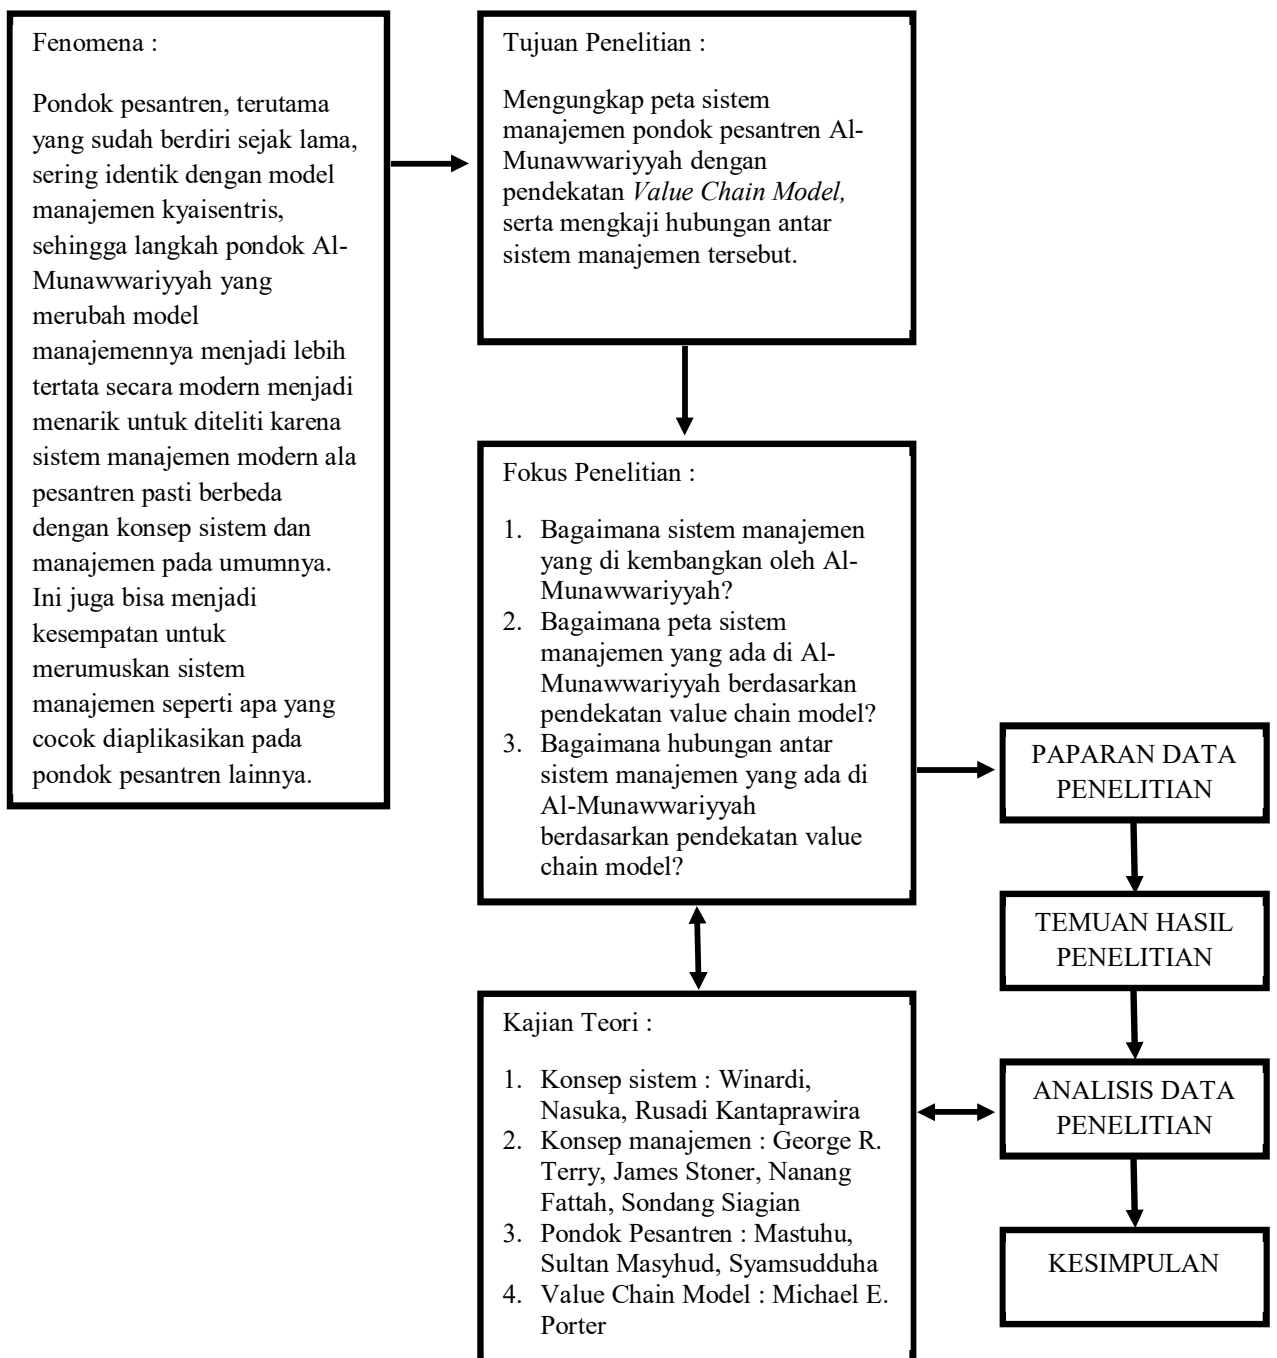 Fenomena :
Pondok pesantren, terutama
yang sudah berdiri sejak lama,
sering identik dengan model
manajemen kyaisentris,
sehingga langkah pondok Al-
Munawwariyyah yang
merubah model
manajemennya menjadi lebih
tertata secara modern menjadi
menarik untuk diteliti karena
sistem manajemen modern ala
pesantren pasti berbeda
dengan konsep sistem dan
manajemen pada umumnya.
Ini juga bisa menjadi
kesempatan untuk
merumuskan sistem
manajemen seperti apa yang
cocok diaplikasikan pada
pondok pesantren lainnya.
Tujuan Penelitian :
Mengungkap peta sistem
manajemen pondok pesantren Al-
Munawwariyyah dengan
pendekatan Value Chain Model,
serta mengkaji hubungan antar
sistem manajemen tersebut.
Fokus Penelitian :
1. Bagaimana sistem manajemen
yang di kembangkan oleh Al-
Munawwariyyah?
2. Bagaimana peta sistem
manajemen yang ada di Al-
Munawwariyyah berdasarkan
pendekatan value chain model?
3. Bagaimana hubungan antar
sistem manajemen yang ada di
Al-Munawwariyyah
berdasarkan pendekatan value
chain model?
Kajian Teori :
1. Konsep sistem : Winardi,
Nasuka, Rusadi Kantaprawira
2. Konsep manajemen : George R.
Terry, James Stoner, Nanang
Fattah, Sondang Siagian
3. Pondok Pesantren : Mastuhu,
Sultan Masyhud, Syamsudduha
4. Value Chain Model : Michael E.
Porter
PAPARAN DATA
PENELITIAN
TEMUAN HASIL
PENELITIAN
ANALISIS DATA
PENELITIAN
KESIMPULAN